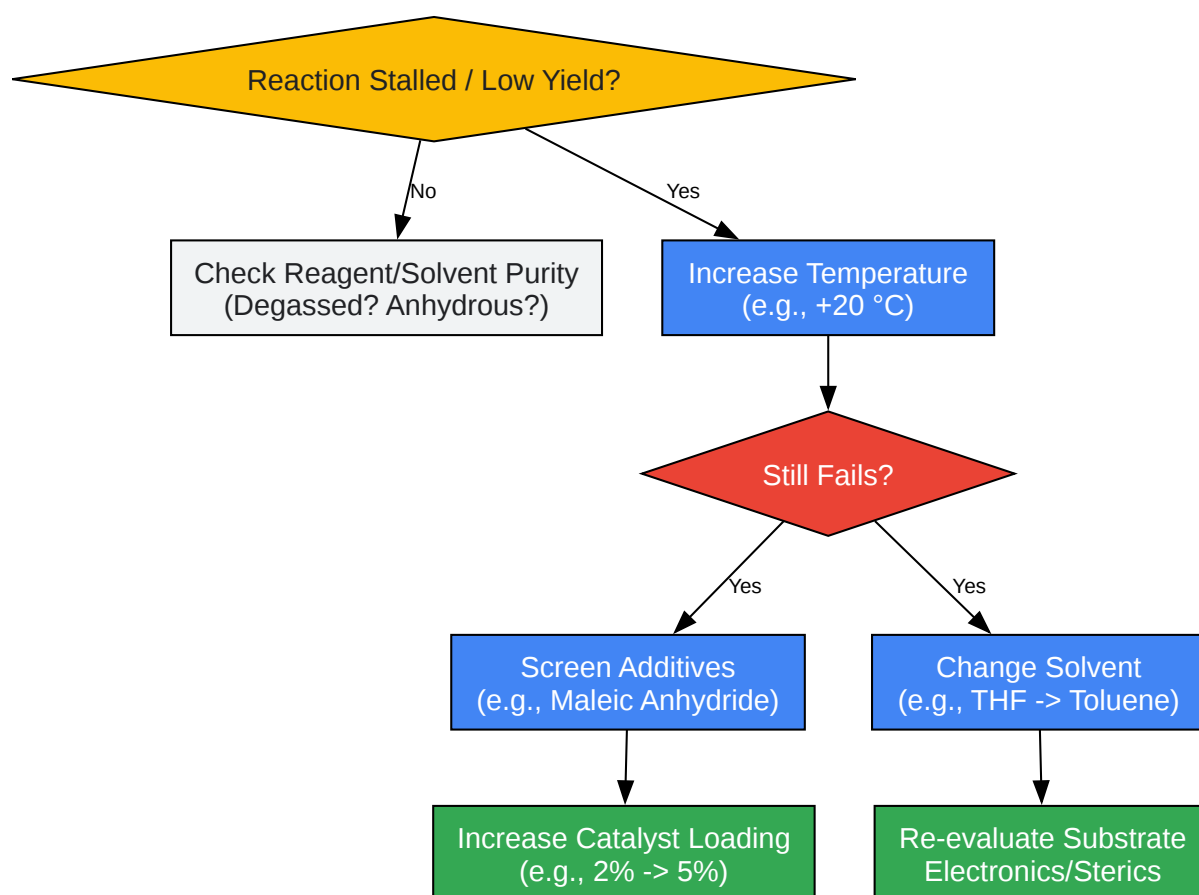 Reaction Stalled / Low Yield?
No
Yes
Check Reagent/Solvent Purity
(Degassed? Anhydrous?)
Increase Temperature
(e.g., +20 °C)
Still Fails?
Yes
Yes
Screen Additives
(e.g., Maleic Anhydride)
Change Solvent
(e.g., THF -> Toluene)
Increase Catalyst Loading
(e.g., 2% -> 5%)
Re-evaluate Substrate
Electronics/Sterics